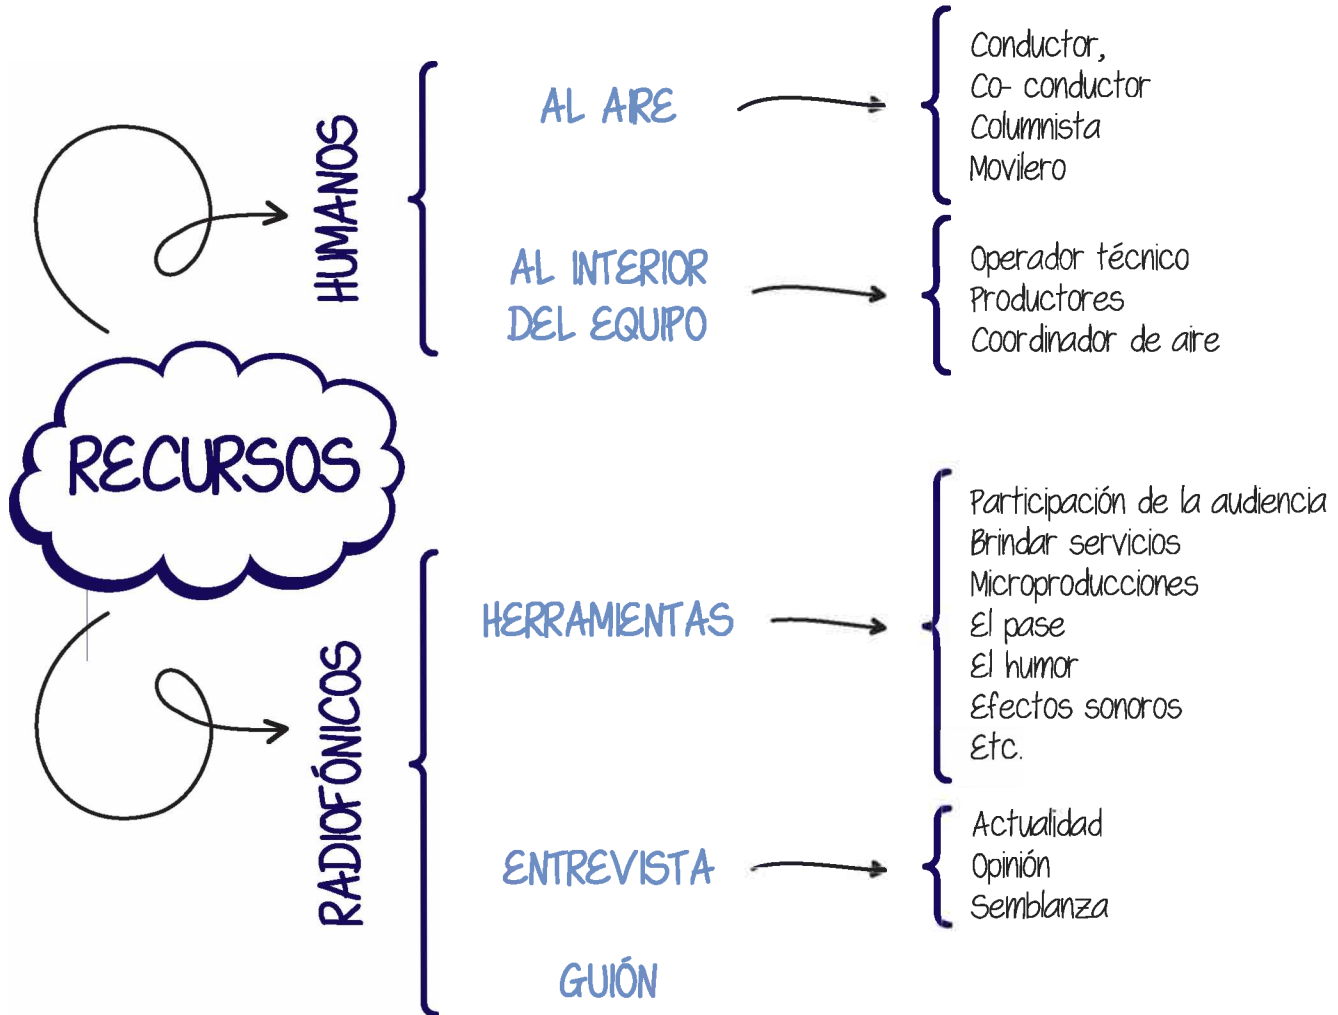 RECURSOS
HUMANOS
AL AIRE
Conductor,
Co- conductor
Columnista
Movilero
AL INTERIOR
DEL EQUIPO
Operador técnico
Productores
Coordinador de aire
RADIOFÓNICOS
HERRAMIENTAS
Participación de la audiencia
Brindar servicios
Microproducciones
El pase
El humor
Efectos sonoros
Etc.
ENTREVISTA
Actualidad
Opinión
Semblanza
GUIÓN